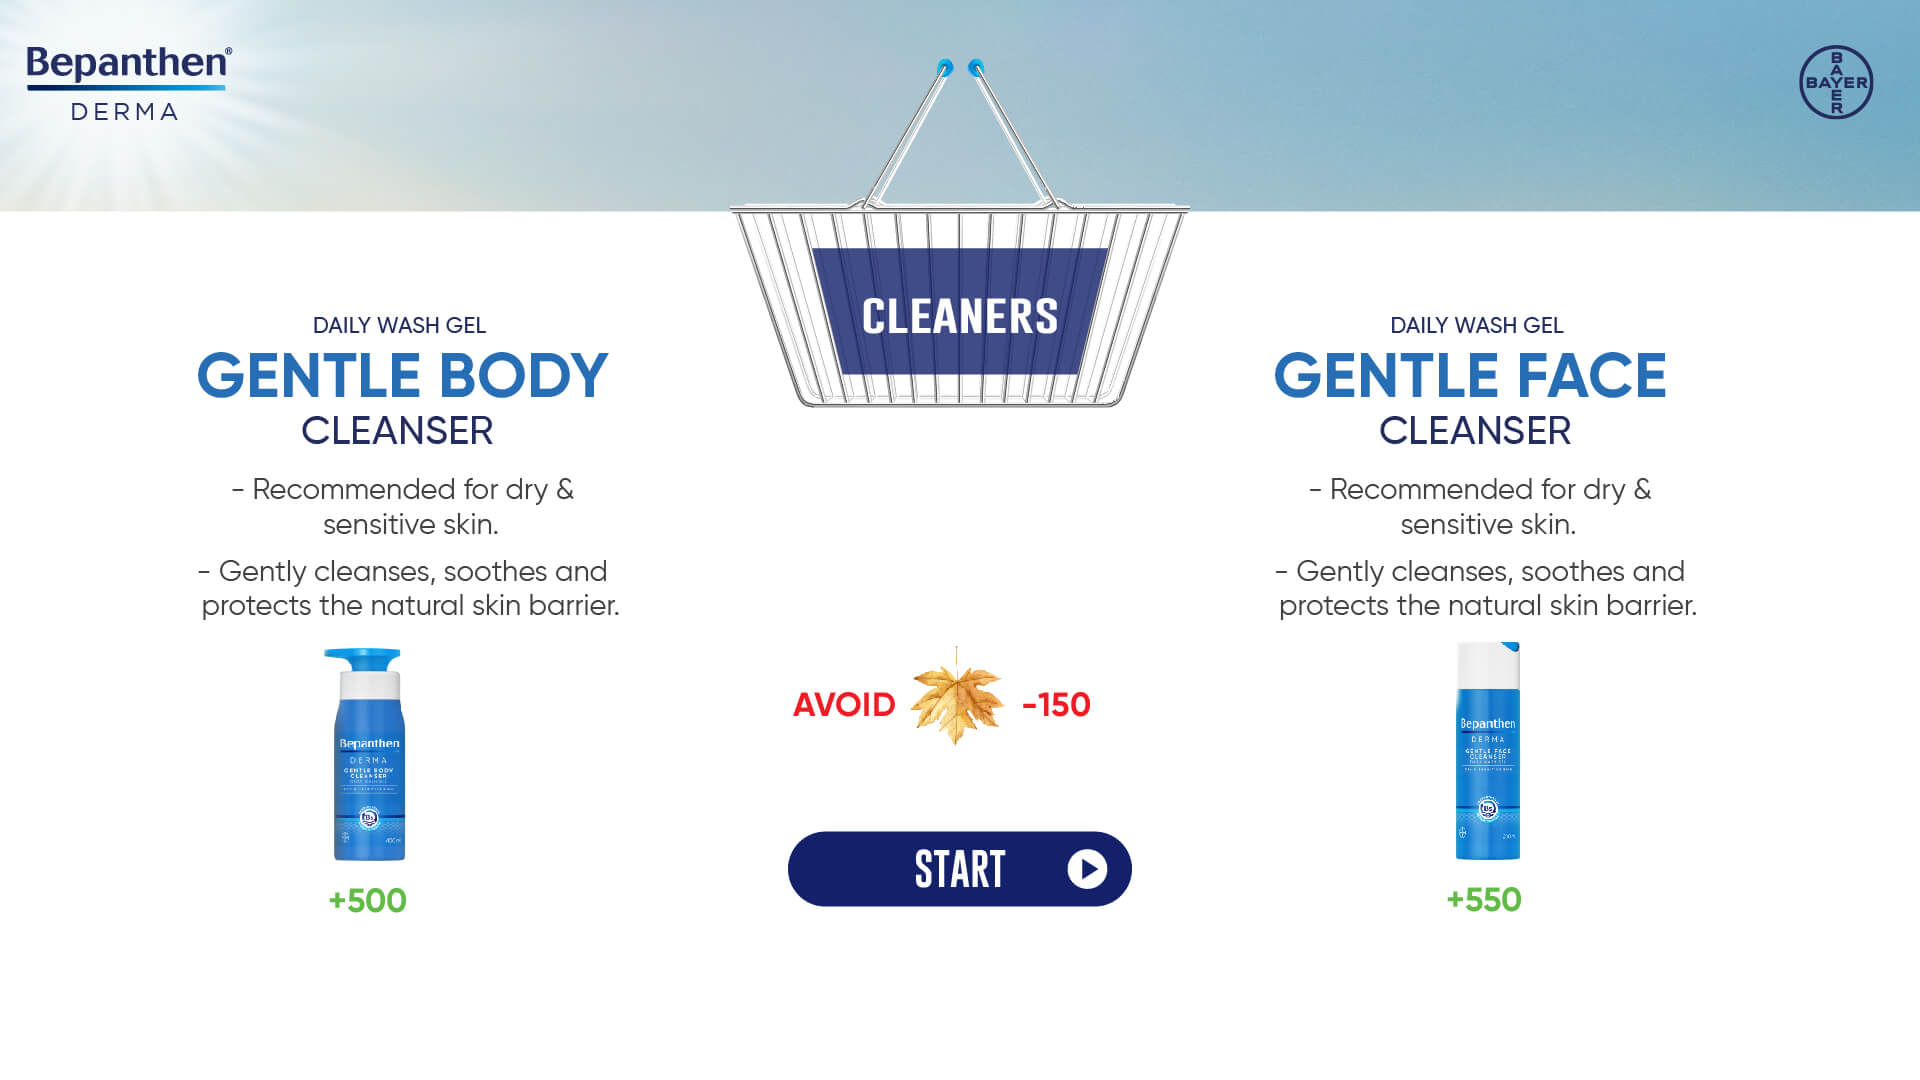 Bepanthen®
DERMA
BAYER
BAYER
CLEANERS
DAILY WASH GEL
GENTLE BODY
CLEANSER
- Recommended for dry &
sensitive skin.
- Gently cleanses, soothes and
protects the natural skin barrier.
Bepanthen
DERMA
GENTLE BODY
CLEANSER
+500
AVOID
-150
START
DAILY WASH GEL
GENTLE FACE
CLEANSER
- Recommended for dry &
sensitive skin.
- Gently cleanses, soothes and
protects the natural skin barrier.
Bepanthen
DERMA
GENTLE FACE
CLEANSER
+550